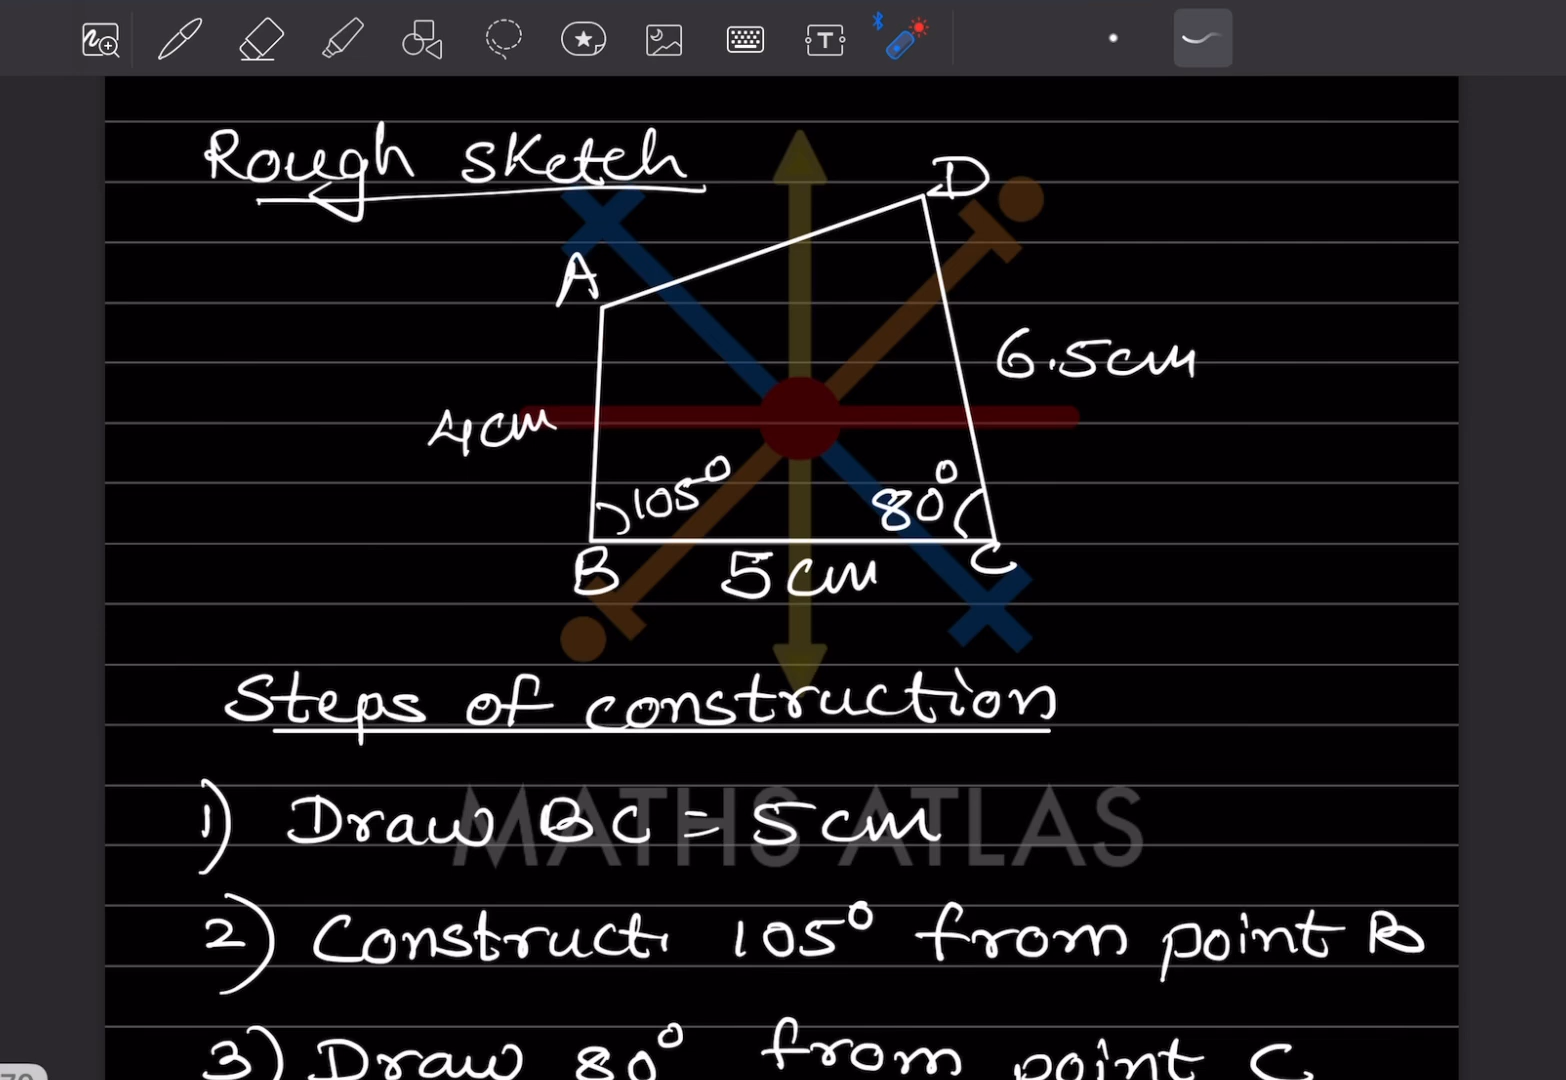 Rough sketch
D
A
6.5cm
4cm
105°
80°
B
5cm
C
Steps of construction
1) Draw BC = 5cm
MATHS ATLAS
2) Construct 105° from point B
3) Draw 80° from point C